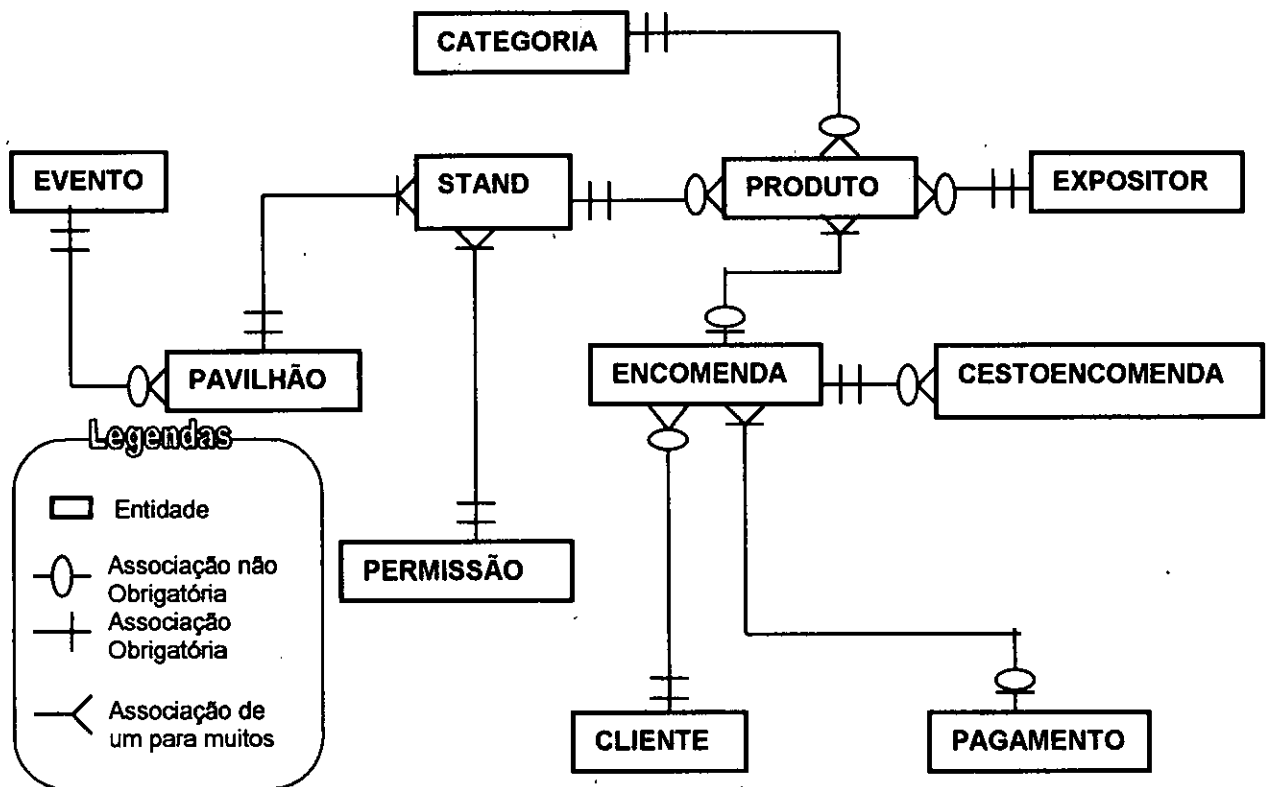 CATEGORIA
EVENTO
STAND
PRODUTO
EXPOSITOR
PAVILHÃO
ENCOMENDA
CESTOENCOMENDA
Legendas
Entidade
Associação não
Obrigatória
Associação
Obrigatória
Associação de
um para muitos
PERMISSÃO
CLIENTE
PAGAMENTO